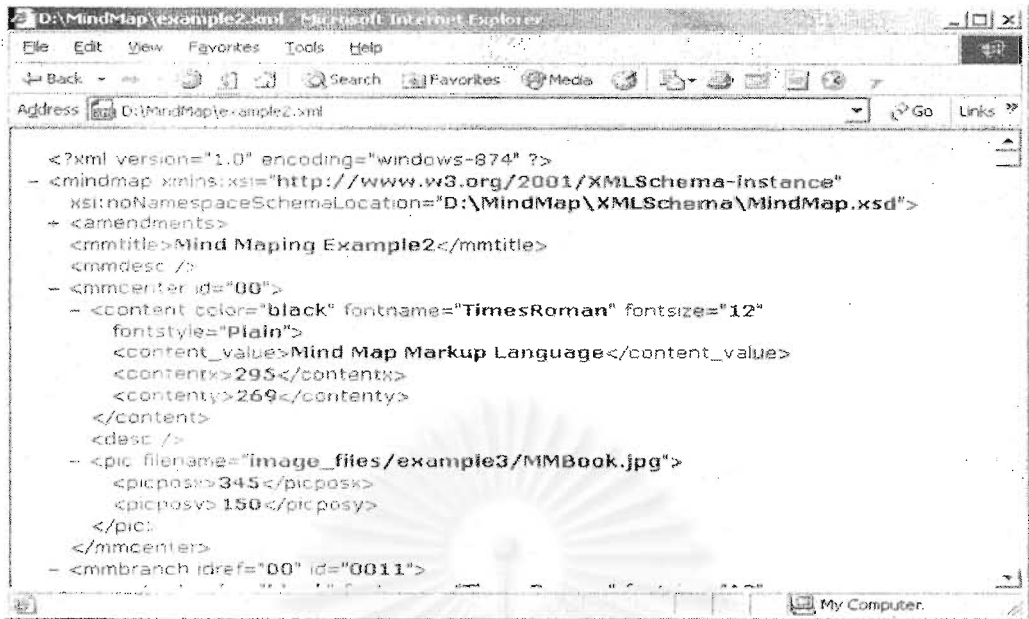 D:\MindMap\example2.xml - Microsoft Internet Explorer
File Edit View Favorites Tools Help
Back Search Favorites Media
Address D:\MindMap\example2.xml Go Links »
<?xml version="1.0" encoding="windows-874" ?>
- <mindmap xmlns:xsi="http://www.w3.org/2001/XMLSchema-instance"
xsi:noNamespaceSchemaLocation="D:\MindMap\XMLSchema\MindMap.xsd">
+ <amendments>
<mmtitle>Mind Maping Example2</mmtitle>
<mmdesc />
- <mmcenter id="00">
- <content color="black" fontname="TimesRoman" fontsize="12"
fontstyle="Plain">
<content_value>Mind Map Markup Language</content_value>
<contentx>295</contentx>
<contenty>269</contenty>
</content>
<desc />
- <pic filename="image_files/example3/MMBook.jpg">
<picposx>345</picposx>
<picposy>150</picposy>
</pic>
</mmcenter>
- <mmbranch idref="00" id="0011">
My Computer.